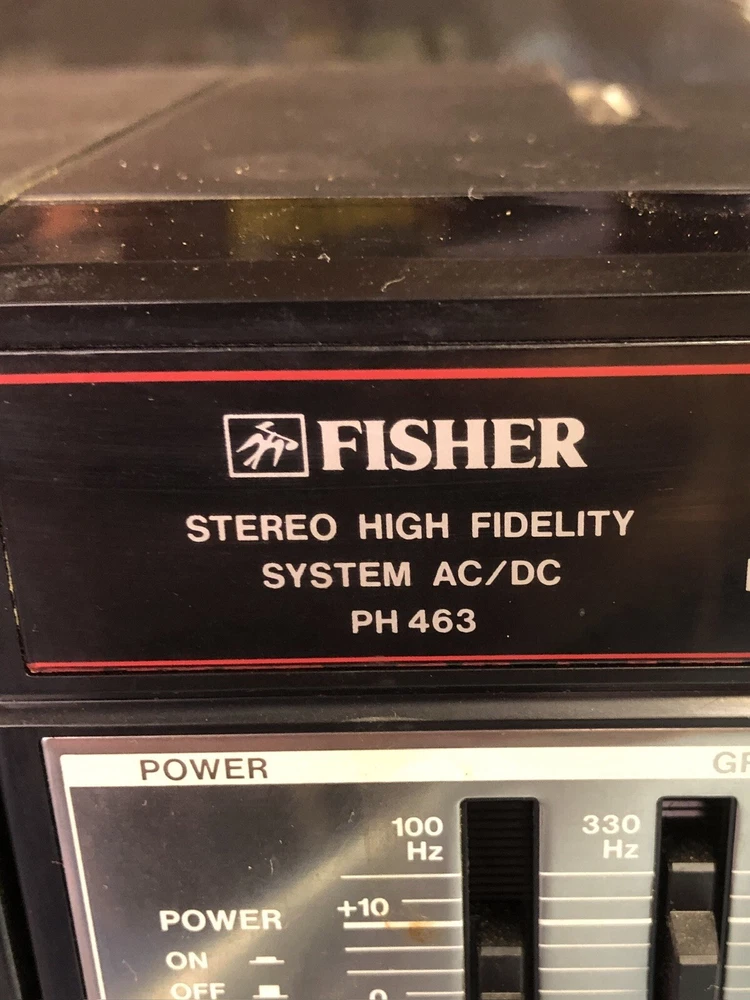 FISHER
STEREO HIGH FIDELITY
SYSTEM AC/DC
PH 463
POWER
100
Hz
330
Hz
+10
POWER
ON
OFF
0